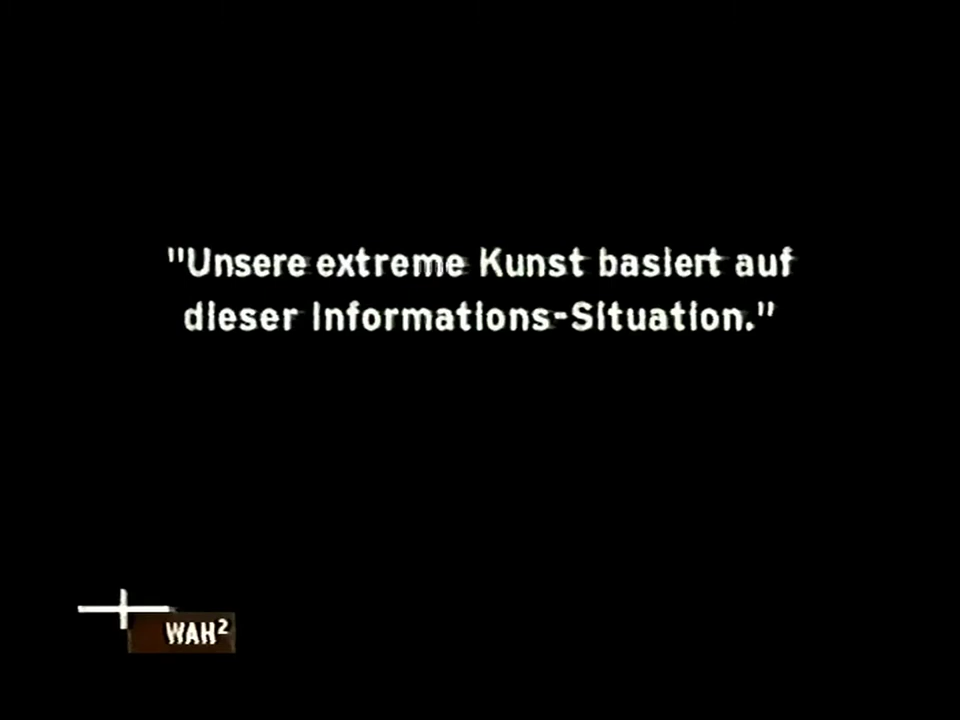 "Unsere extreme Kunst basiert auf
dieser Informations-Situation."
WAH²